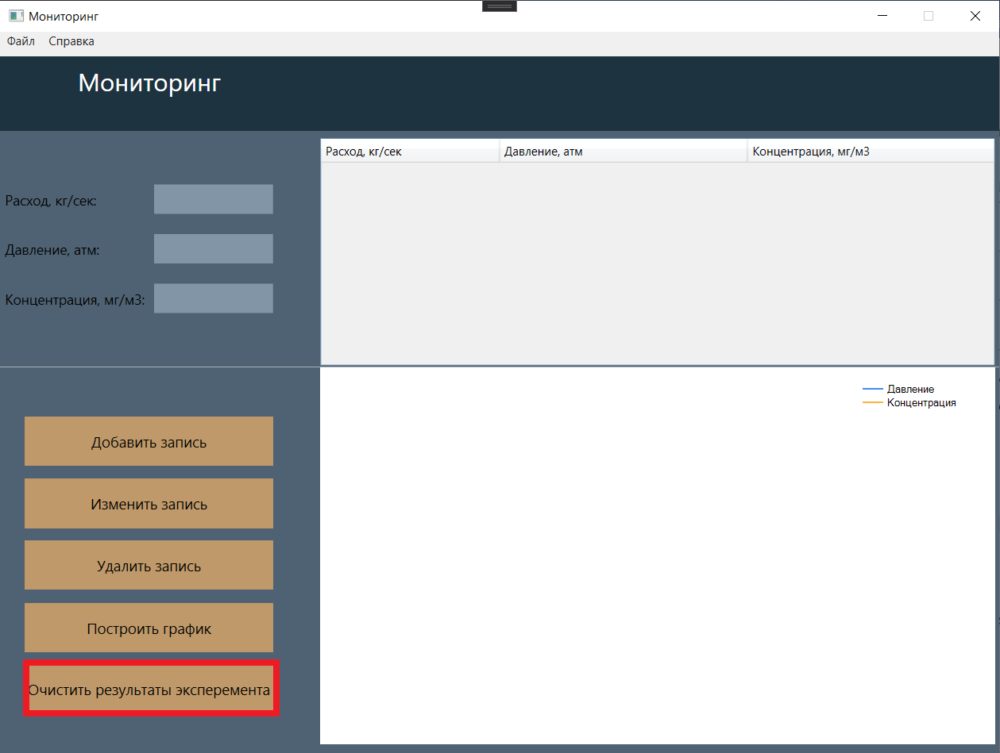 Мониторинг
Файл Справка
Мониторинг
Расход, кг/сек Давление, атм Концентрация, мг/м3
Расход, кг/сек:
Давление, атм:
Концентрация, мг/м3:
Давление
Концентрация
Добавить запись
Изменить запись
Удалить запись
Построить график
Очистить результаты эксперемента